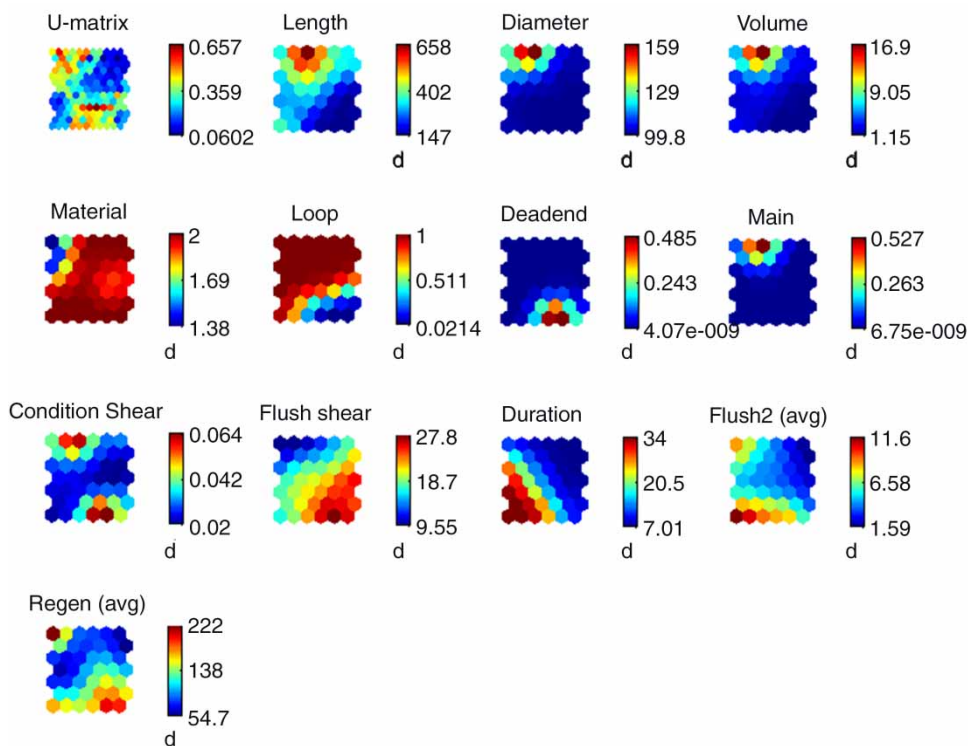 U-matrix
0.657
0.359
0.0602
Length
658
402
147
d
Diameter
159
129
99.8
d
Volume
16.9
9.05
1.15
d
Material
2
1.69
1.38
d
Loop
1
0.511
0.0214
d
Deadend
0.485
0.243
4.07e-009
d
Main
0.527
0.263
6.75e-009
d
Condition Shear
0.064
0.042
0.02
d
Flush shear
27.8
18.7
9.55
d
Duration
34
20.5
7.01
d
Flush2 (avg)
11.6
6.58
1.59
d
Regen (avg)
222
138
54.7
d